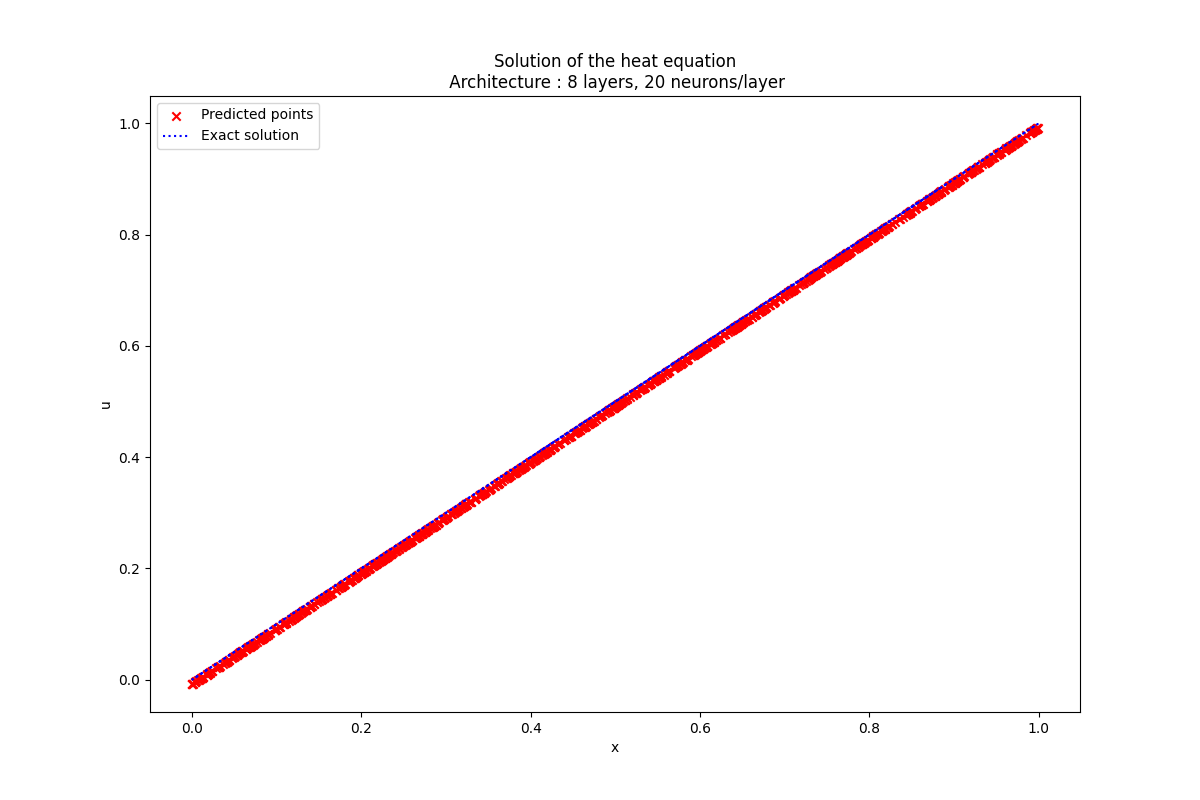 Solution of the heat equation
Architecture : 8 layers, 20 neurons/layer
Predicted points
Exact solution
1.0
0.8
0.6
0.4
0.2
0.0
u
0.0 0.2 0.4 0.6 0.8 1.0
x